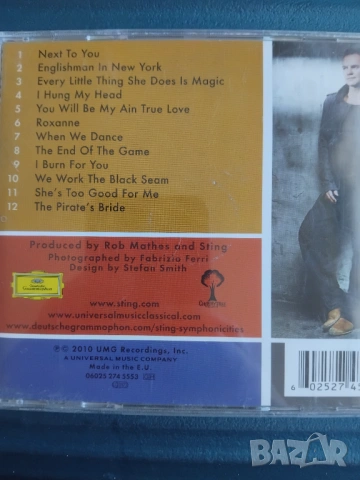 1 Next To You
2 Englishman In New York
3 Every Little Thing She Does Is Magic
4 I Hung My Head
5 You Will Be My Ain True Love
6 Roxanne
7 When We Dance
8 The End Of The Game
9 I Burn For You
10 We Work The Black Seam
11 She's Too Good For Me
12 The Pirate's Bride
Produced by Rob Mathes and Sting
Photographed by Fabrizio Ferri
Design by Stefan Smith
www.sting.com
www.universalmusicclassical.com
www.deutschegrammophon.com/sting-symphonicities
℗ © 2010 UMG Recordings, Inc.
A UNIVERSAL MUSIC COMPANY
Made in the E.U.
06025 274 2533
6 02527 4
BAZAR
bg